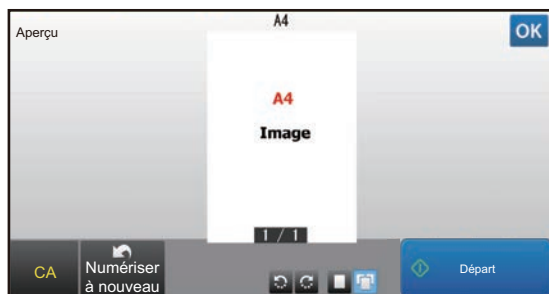 A4
Aperçu
OK
A4
Image
1 / 1
CA
Numériser
à nouveau
Départ